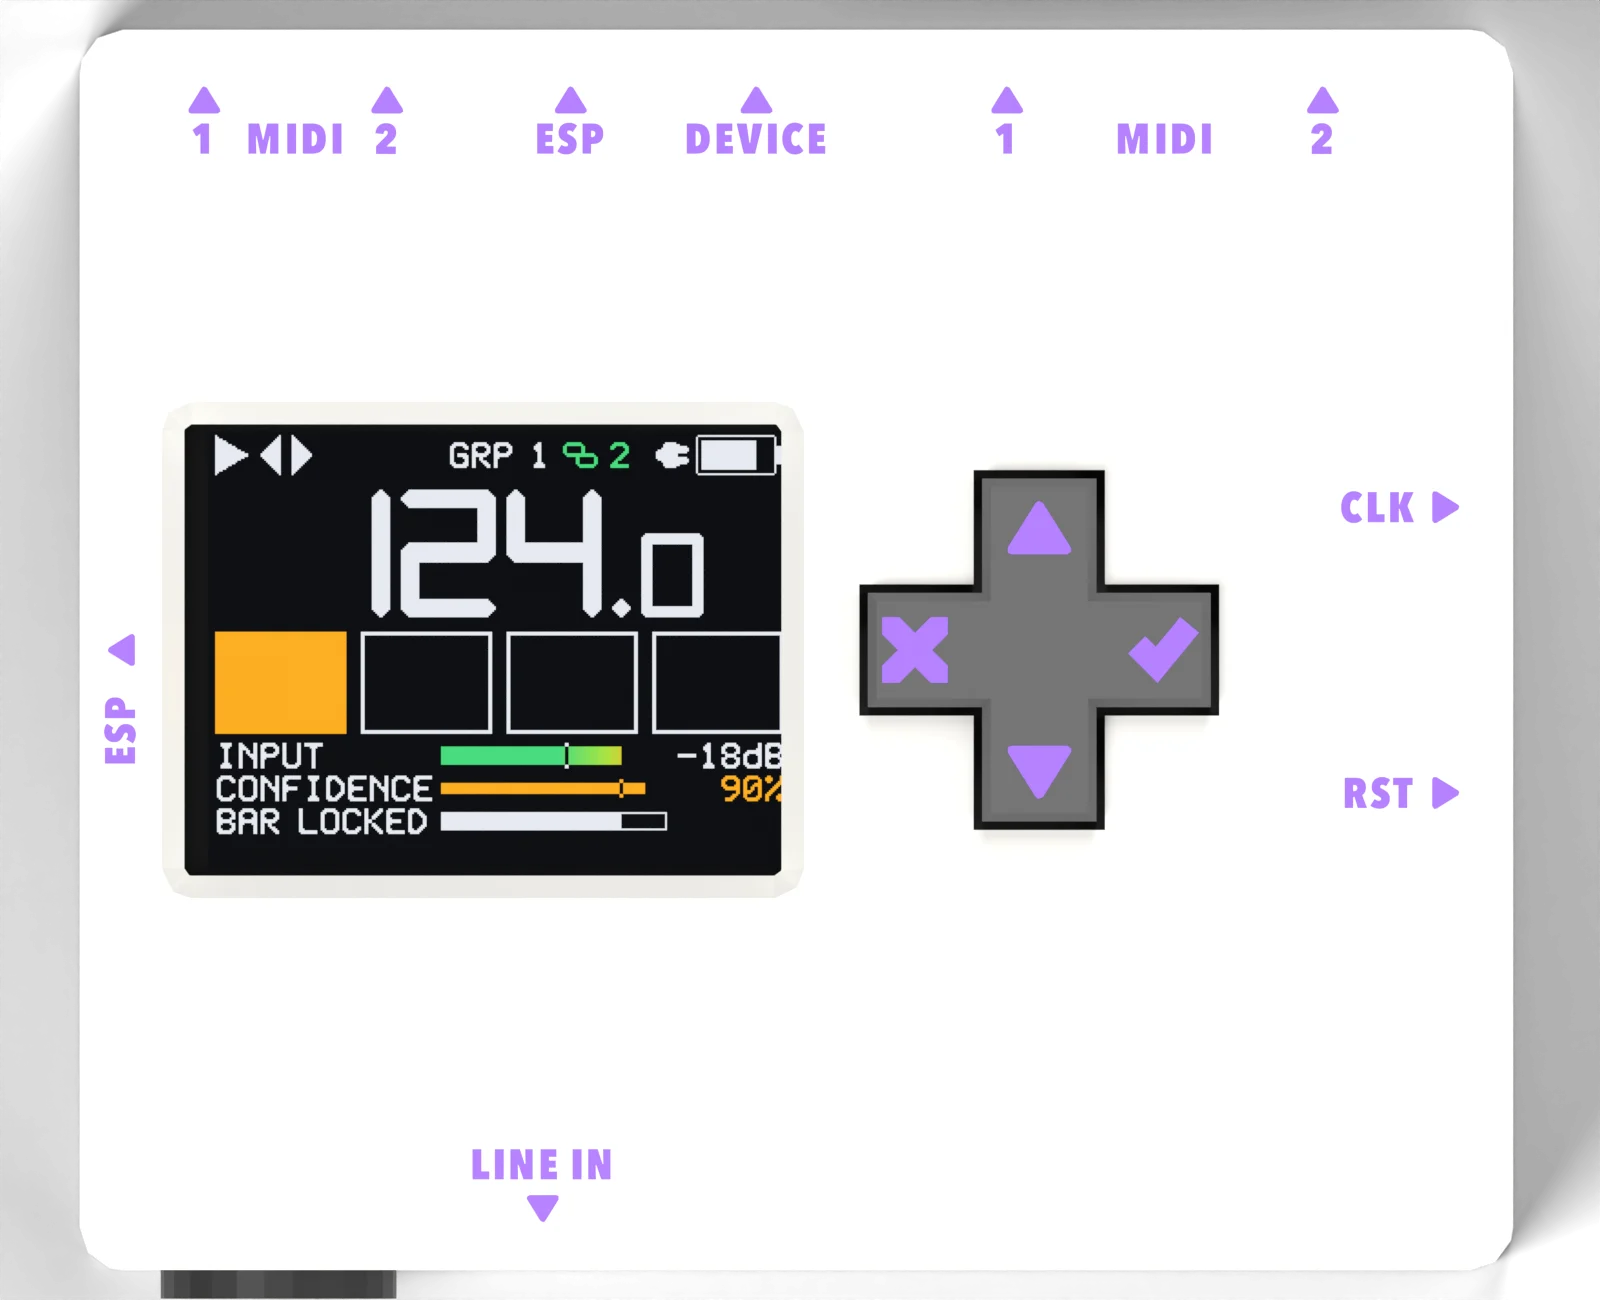 1 MIDI 2 ESP DEVICE 1 MIDI 2
GRP 1 2
124.0
INPUT -18dB
CONFIDENCE 90%
BAR LOCKED
ESP
CLK
RST
LINE IN